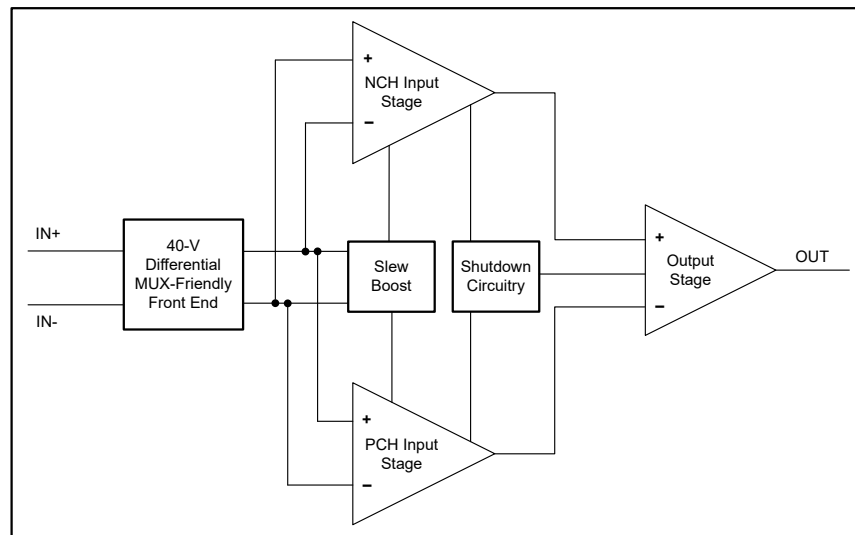 +
NCH Input
Stage
−
IN+
40-V
Differential
MUX-Friendly
Front End
IN-
Slew
Boost
Shutdown
Circuitry
+
Output
Stage
−
OUT
+
PCH Input
Stage
−